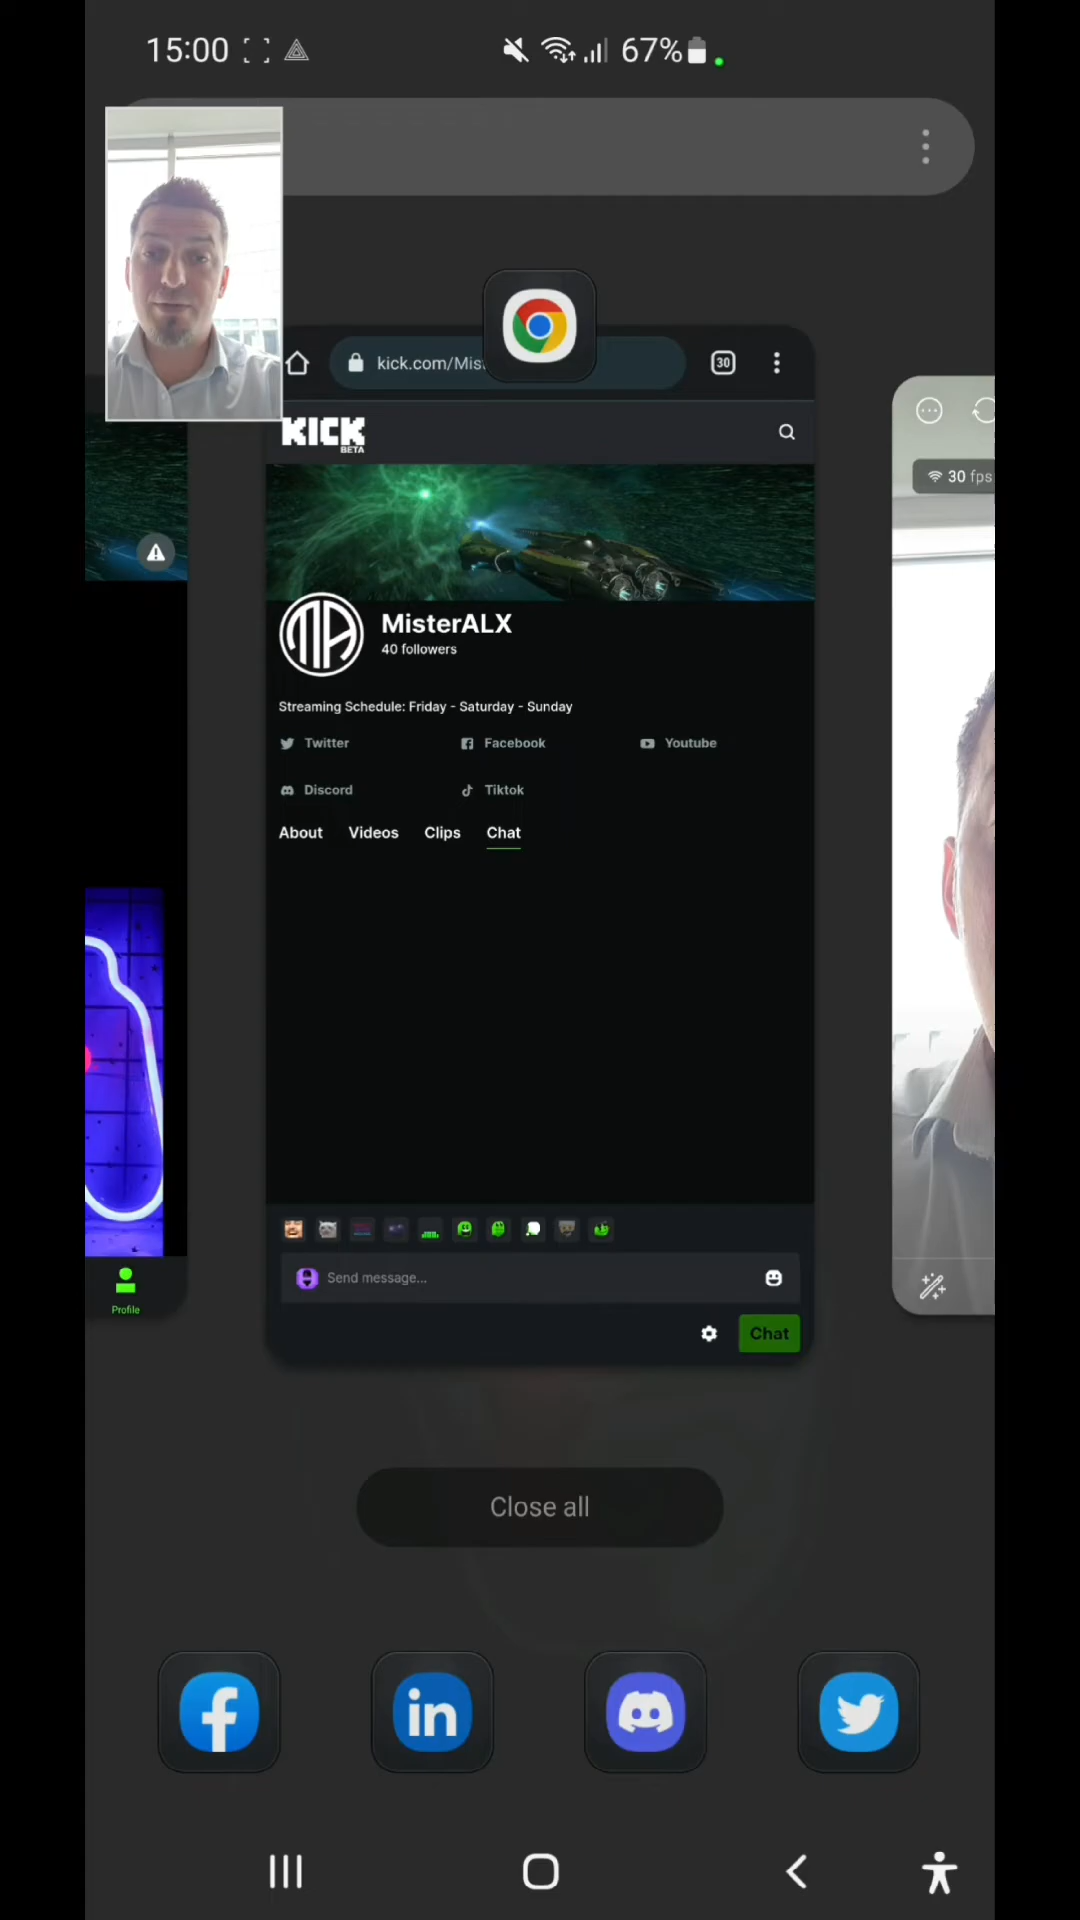 15:00
67%
kick.com/Mis
30
KICK
BETA
30 fps
MisterALX
40 followers
Streaming Schedule: Friday - Saturday - Sunday
Twitter
Facebook
Youtube
Discord
Tiktok
About
Videos
Clips
Chat
Send message...
Profile
Chat
Close all